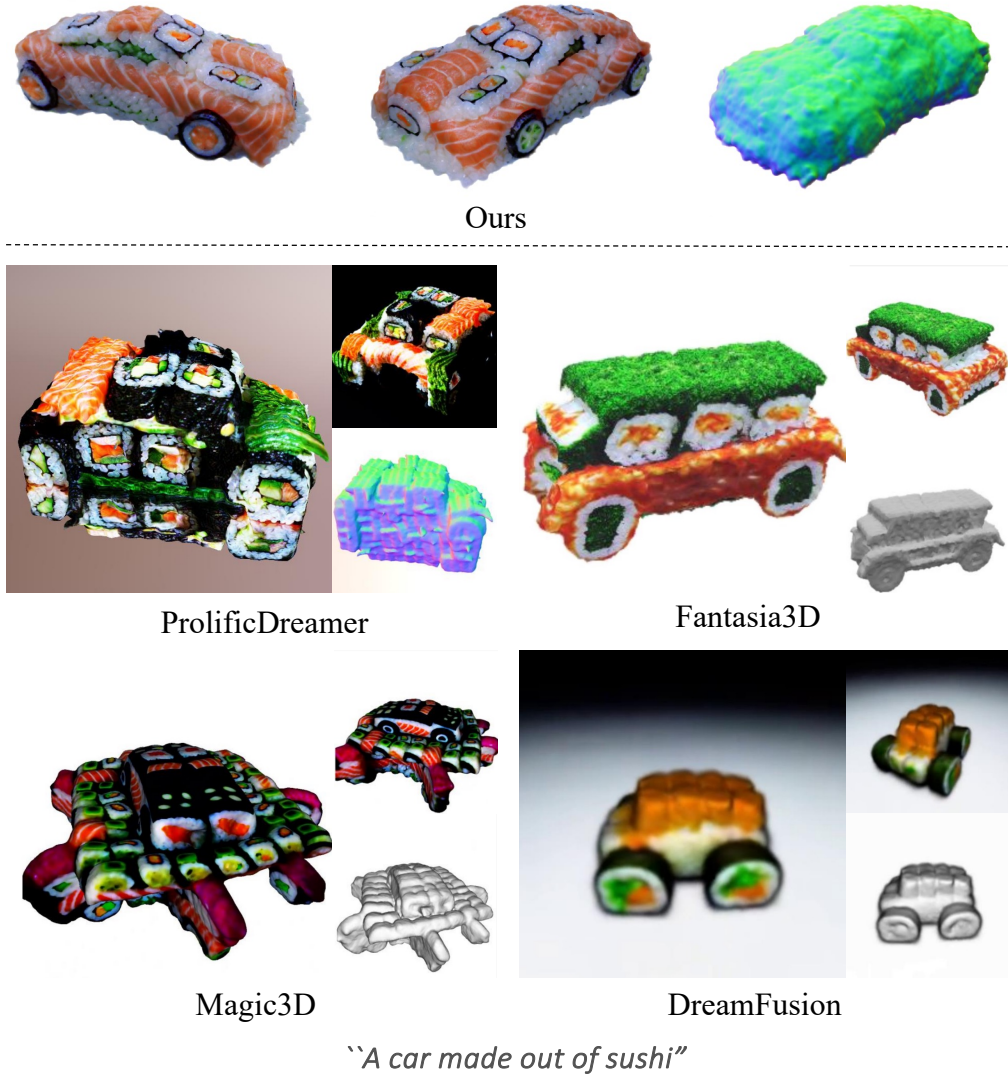 Ours
ProlificDreamer
Fantasia3D
Magic3D
DreamFusion
``A car made out of sushi”